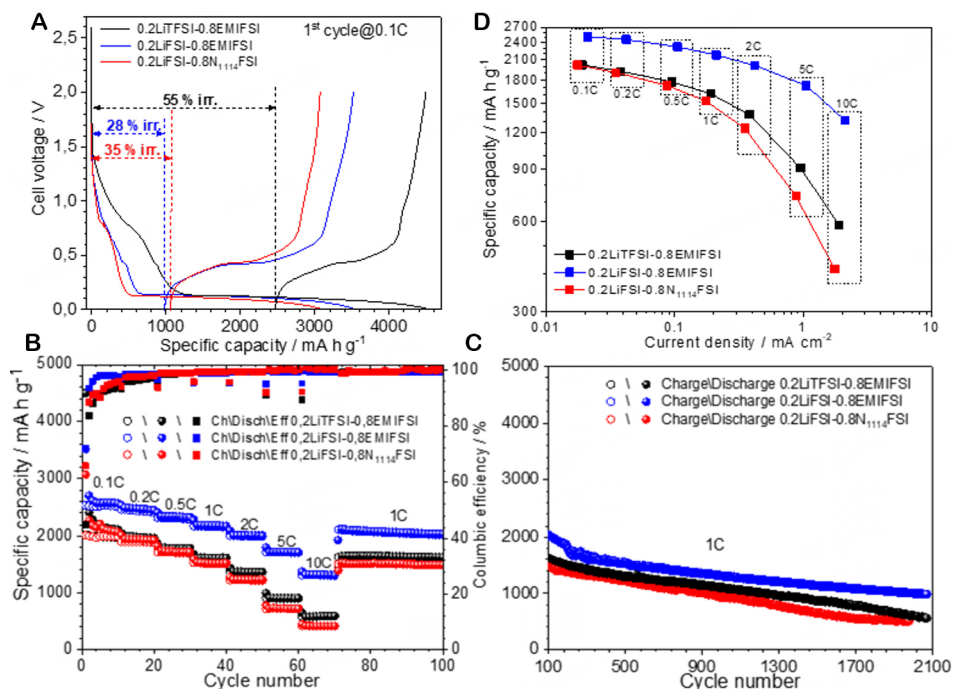 A
2,5
2,0
1,5
1,0
0,5
0,0
Cell voltage / V
0.2LiTFSI-0.8EMIFSI
0.2LiFSI-0.8EMIFSI
0.2LiFSI-0.8N1114FSI
1st cycle@0.1C
55 % irr.
28 % irr.
35 % irr.
0 1000 2000 3000 4000
Specific capacity / mA h g-1
D
2700
2400
2100
1800
1500
1200
900
600
300
Specific capacity / mA h g-1
0.1C
0.2C
0.5C
1C
2C
5C
10C
0.2LiTFSI-0.8EMIFSI
0.2LiFSI-0.8EMIFSI
0.2LiFSI-0.8N1114FSI
0.01 0.1 1 10
Current density / mA cm-2
B
5000
4000
3000
2000
1000
0
Specific capacity / mA h g-1
Ch\Disch\Eff 0,2LiTFSI-0,8EMIFSI
Ch\Disch\Eff 0,2LiFSI-0,8EMIFSI
Ch\Disch\Eff 0,2LiFSI-0,8N1114FSI
0.1C
0.2C
0.5C
1C
2C
5C
10C
1C
100
80
60
40
20
0
Columbic efficiency / %
0 20 40 60 80 100
Cycle number
C
5000
4000
3000
2000
1000
0
\ Charge\Discharge 0.2LiTFSI-0.8EMIFSI
\ Charge\Discharge 0.2LiFSI-0.8EMIFSI
\ Charge\Discharge 0.2LiFSI-0.8N1114FSI
1C
100 500 900 1300 1700 2100
Cycle number